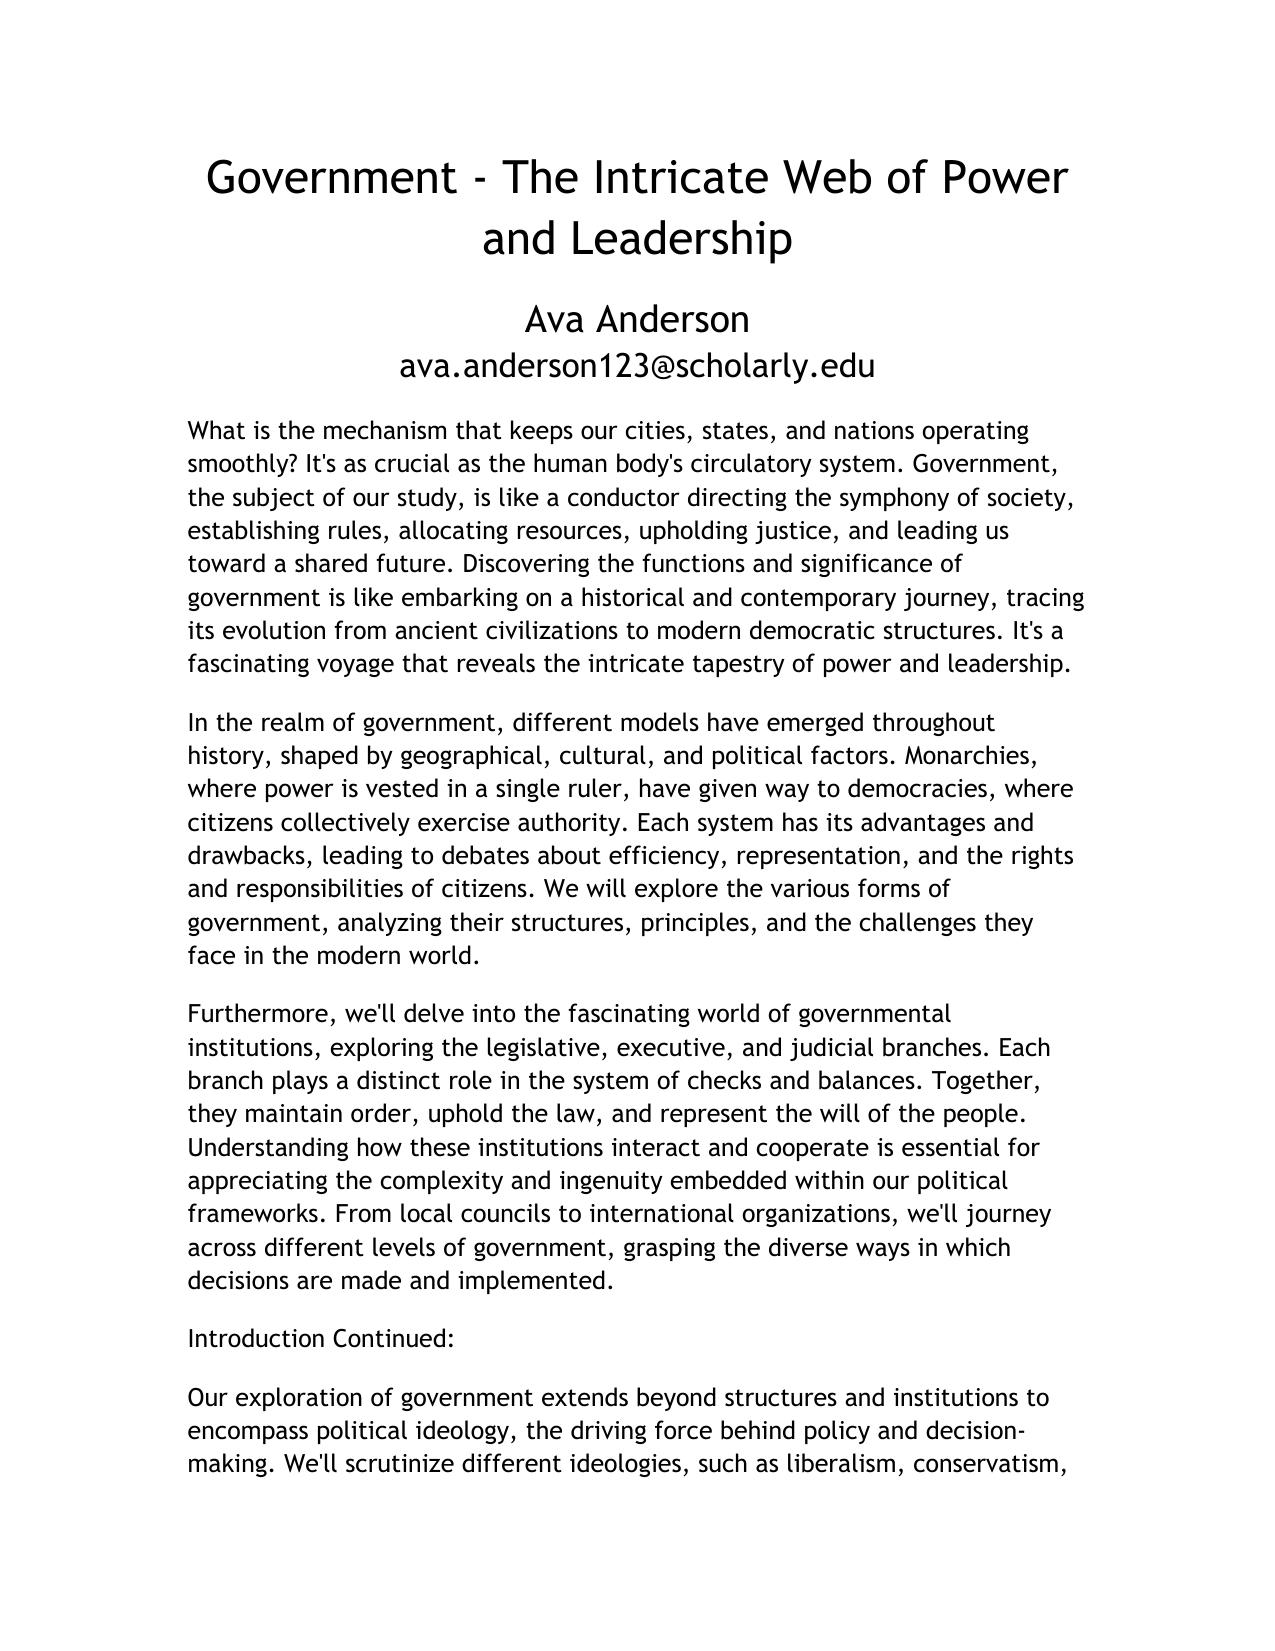 Government - The Intricate Web of Power
and Leadership
Ava Anderson
ava.anderson123@scholarly.edu
What is the mechanism that keeps our cities, states, and nations operating
smoothly? It's as crucial as the human body's circulatory system. Government,
the subject of our study, is like a conductor directing the symphony of society,
establishing rules, allocating resources, upholding justice, and leading us
toward a shared future. Discovering the functions and significance of
government is like embarking on a historical and contemporary journey, tracing
its evolution from ancient civilizations to modern democratic structures. It's a
fascinating voyage that reveals the intricate tapestry of power and leadership.
In the realm of government, different models have emerged throughout
history, shaped by geographical, cultural, and political factors. Monarchies,
where power is vested in a single ruler, have given way to democracies, where
citizens collectively exercise authority. Each system has its advantages and
drawbacks, leading to debates about efficiency, representation, and the rights
and responsibilities of citizens. We will explore the various forms of
government, analyzing their structures, principles, and the challenges they
face in the modern world.
Furthermore, we'll delve into the fascinating world of governmental
institutions, exploring the legislative, executive, and judicial branches. Each
branch plays a distinct role in the system of checks and balances. Together,
they maintain order, uphold the law, and represent the will of the people.
Understanding how these institutions interact and cooperate is essential for
appreciating the complexity and ingenuity embedded within our political
frameworks. From local councils to international organizations, we'll journey
across different levels of government, grasping the diverse ways in which
decisions are made and implemented.
Introduction Continued:
Our exploration of government extends beyond structures and institutions to
encompass political ideology, the driving force behind policy and decision-
making. We'll scrutinize different ideologies, such as liberalism, conservatism,